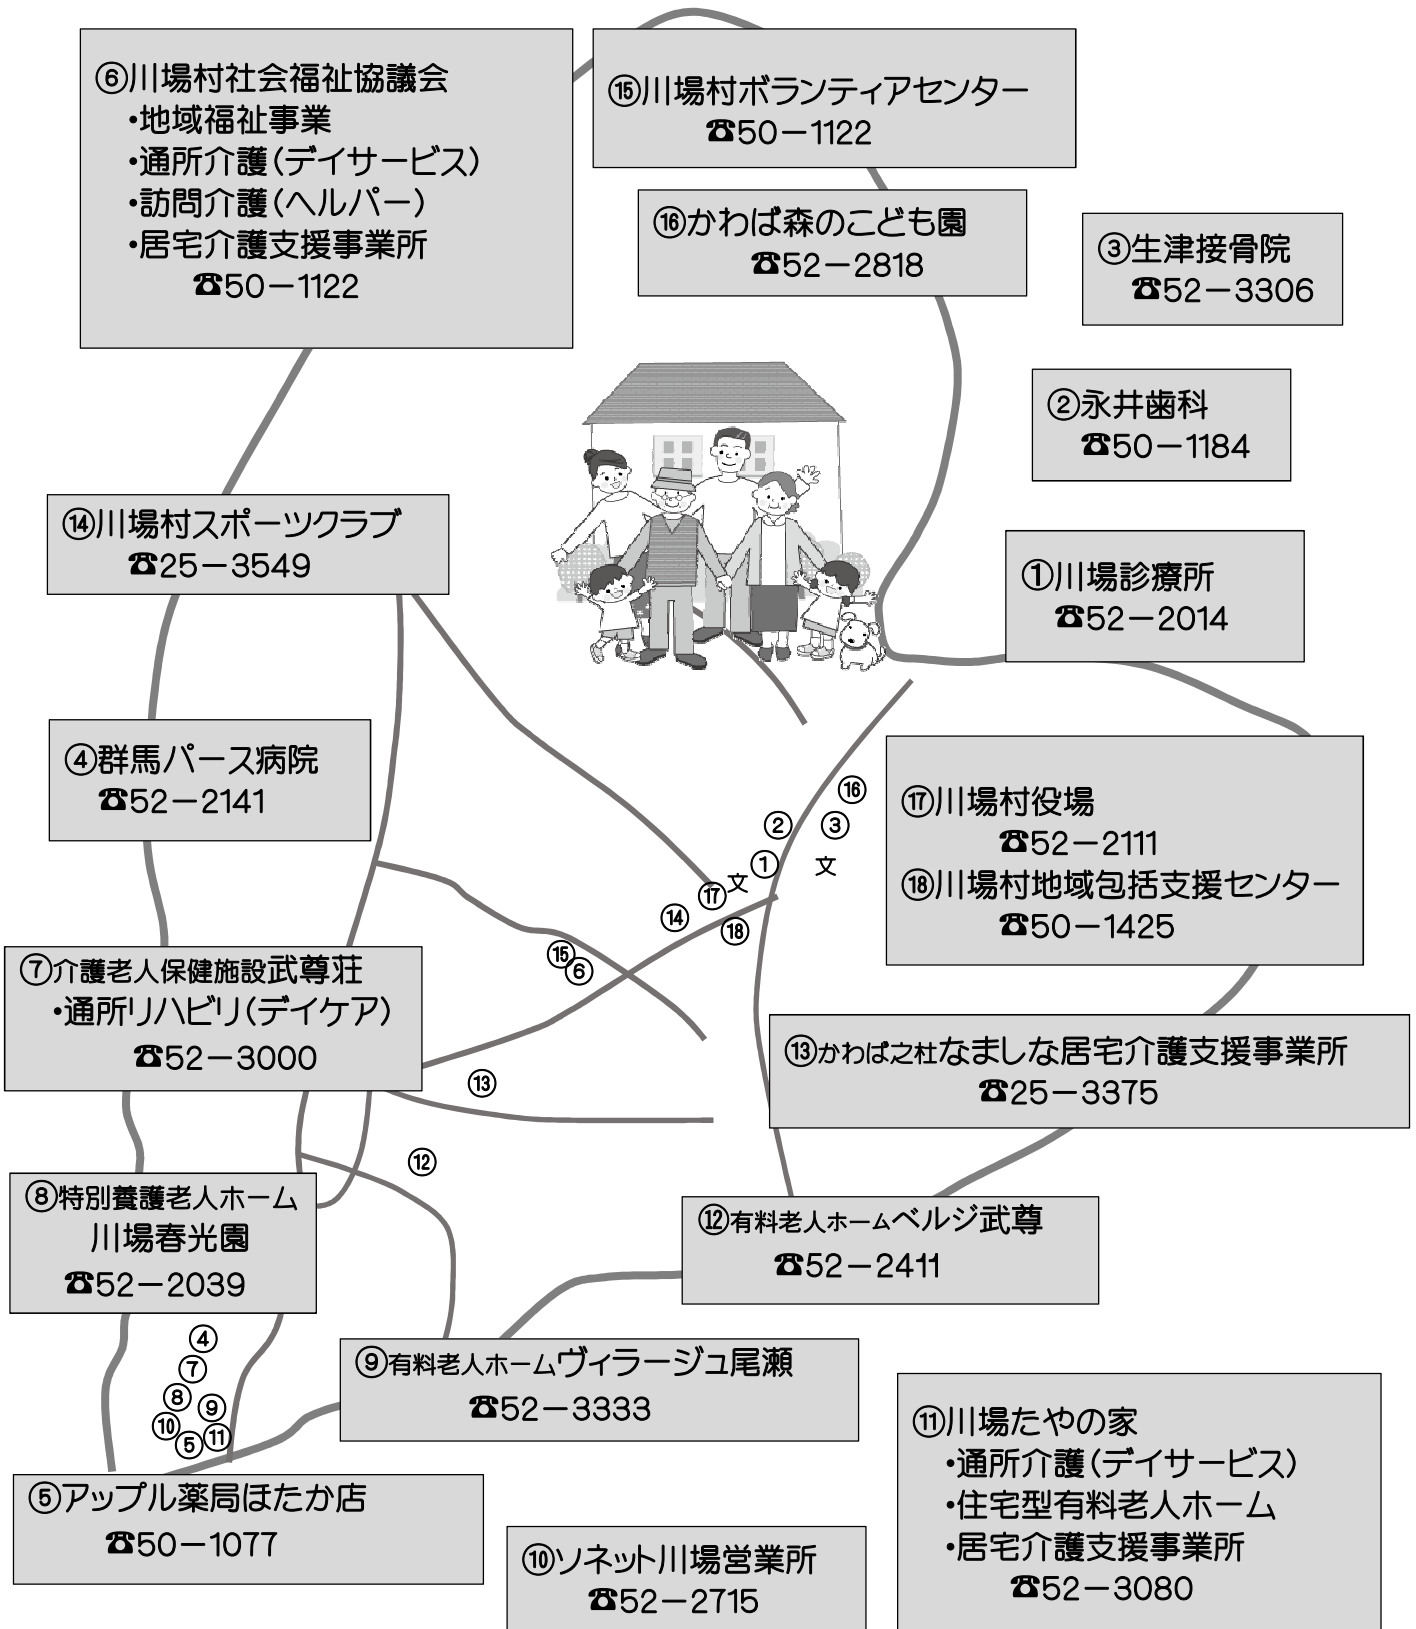 ⑥川場村社会福祉協議会
・地域福祉事業
・通所介護（デイサービス）
・訪問介護（ヘルパー）
・居宅介護支援事業所
☎50－1122
⑮川場村ボランティアセンター
☎50－1122
⑯かわば森のこども園
☎52－2818
③生津接骨院
☎52－3306
②永井歯科
☎50－1184
⑭川場村スポーツクラブ
☎25－3549
①川場診療所
☎52－2014
④群馬パース病院
☎52－2141
⑰川場村役場
☎52－2111
⑱川場村地域包括支援センター
☎50－1425
⑯
②
③
①
文
文
⑰
⑭
⑱
⑮
⑥
⑦介護老人保健施設武尊荘
・通所リハビリ（デイケア）
☎52－3000
⑬かわば之杜なましな居宅介護支援事業所
☎25－3375
⑬
⑫
⑧特別養護老人ホーム
川場春光園
☎52－2039
⑫有料老人ホームベルジ武尊
☎52－2411
④
⑦
⑧
⑨
⑩
⑤
⑪
⑨有料老人ホームヴィラージュ尾瀬
☎52－3333
⑪川場たやの家
・通所介護（デイサービス）
・住宅型有料老人ホーム
・居宅介護支援事業所
☎52－3080
⑤アップル薬局ほたか店
☎50－1077
⑩ソネット川場営業所
☎52－2715